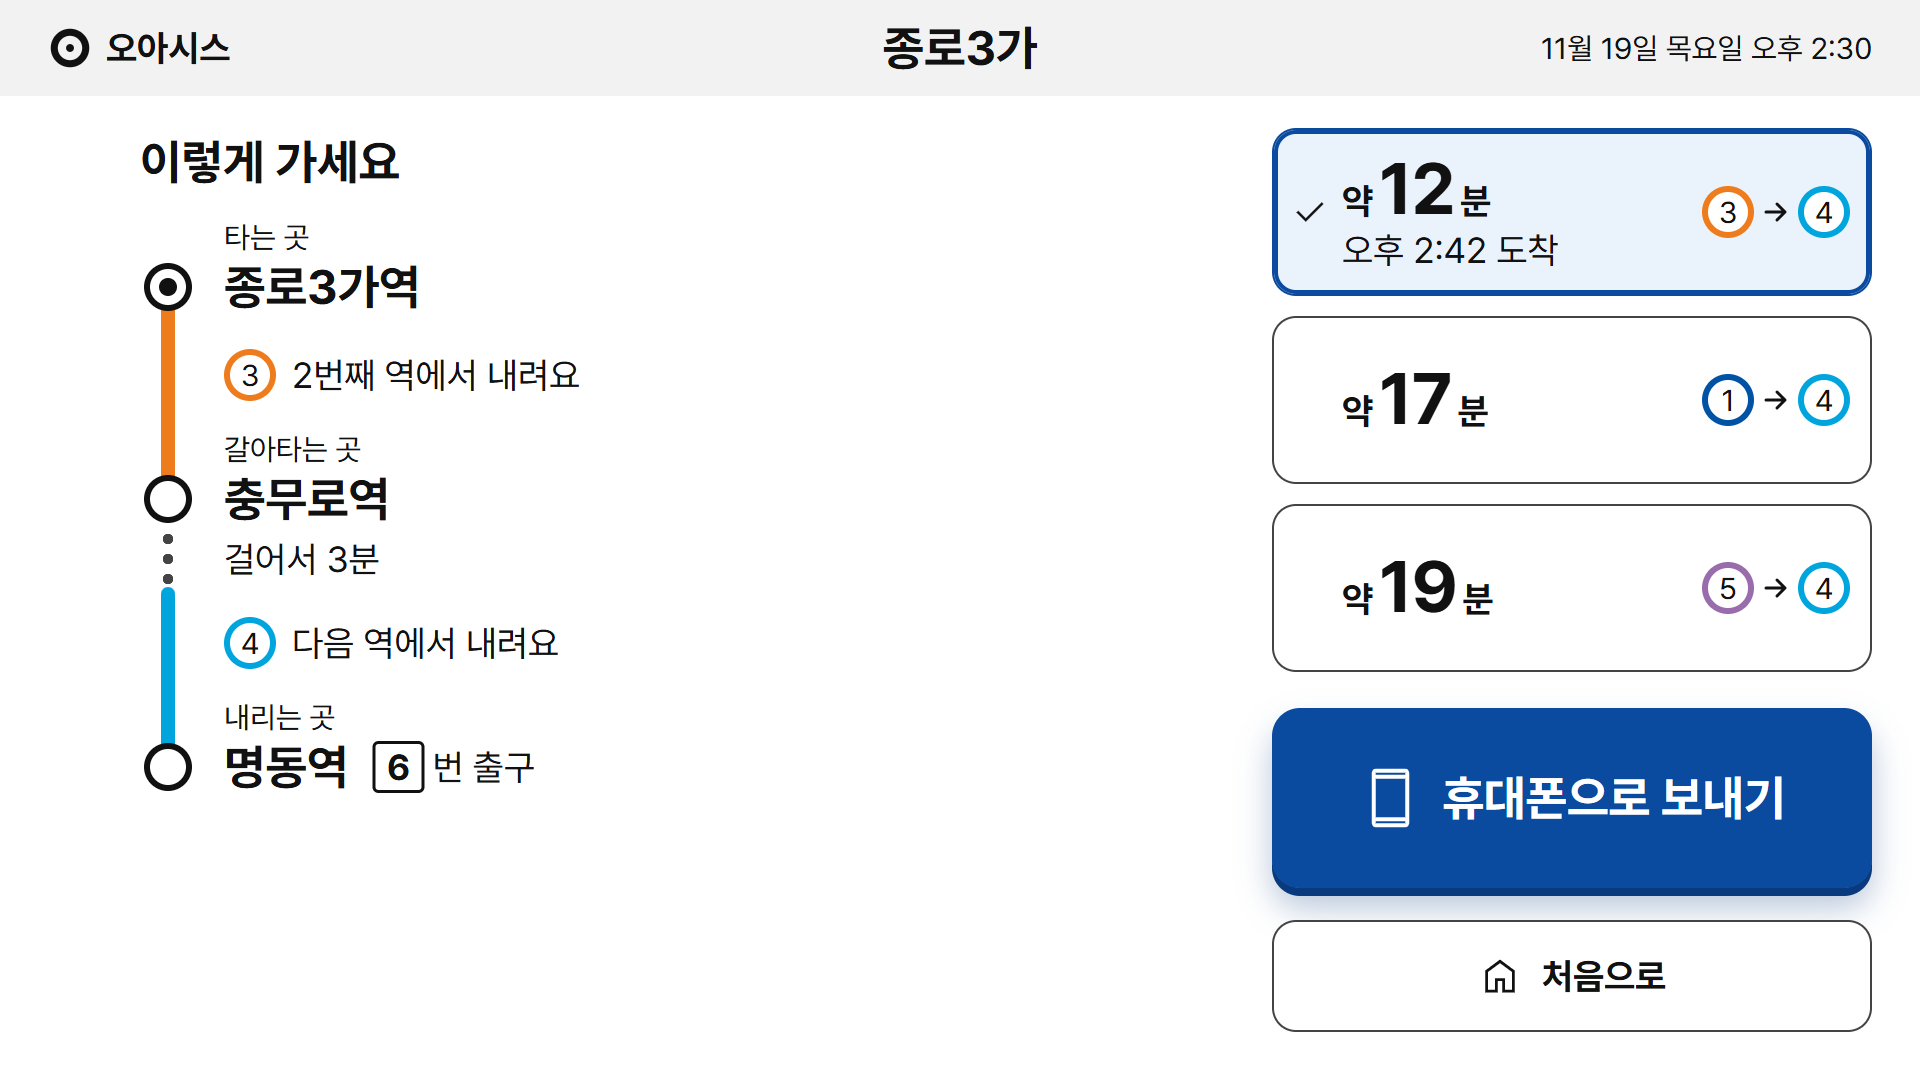 오아시스
종로3가
11월 19일 목요일 오후 2:30
이렇게 가세요
타는 곳
종로3가역
3 2번째 역에서 내려요
갈아타는 곳
충무로역
걸어서 3분
4 다음 역에서 내려요
내리는 곳
명동역 6 번 출구
약 12 분
오후 2:42 도착
3 → 4
약 17 분
1 → 4
약 19 분
5 → 4
휴대폰으로 보내기
처음으로